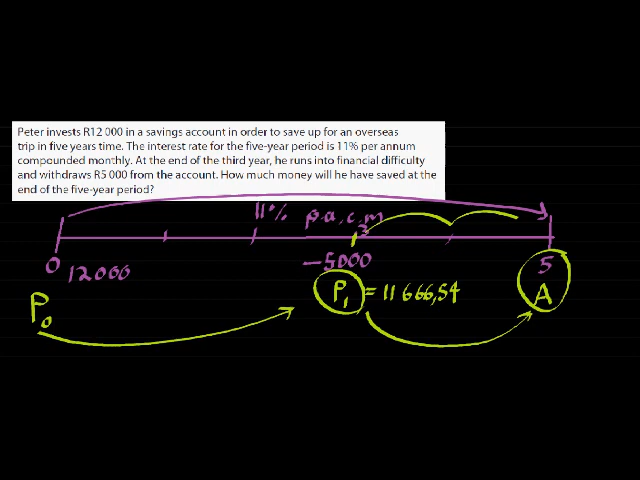 Peter invests R12 000 in a savings account in order to save up for an overseas
trip in five years time. The interest rate for the five-year period is 11% per annum
compounded monthly. At the end of the third year, he runs into financial difficulty
and withdraws R5 000 from the account. How much money will he have saved at the
end of the five-year period?
11% p.a,c,m
3
0 12000 -5000 5
P₀ P₁ = 11666,54 A